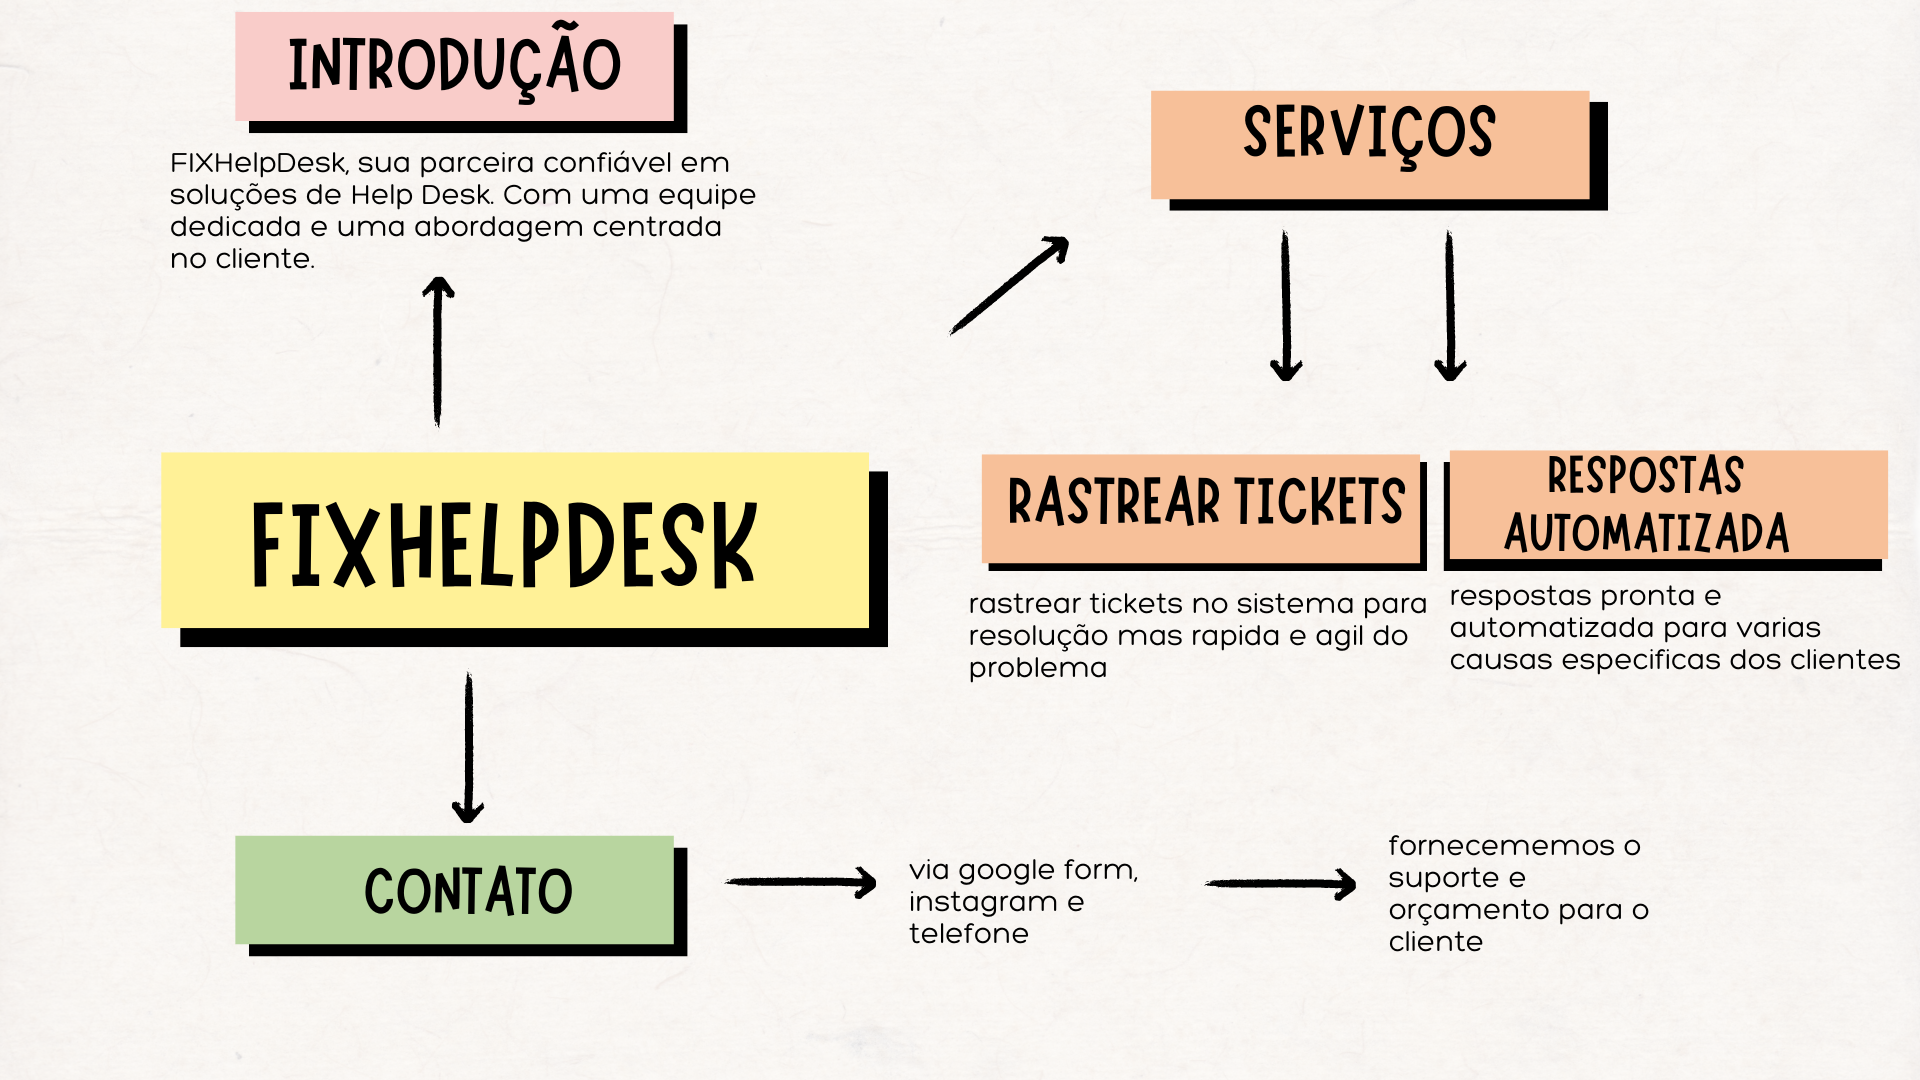 INTRODUÇÃO
FIXHelpDesk, sua parceira confiável em
soluções de Help Desk. Com uma equipe
dedicada e uma abordagem centrada
no cliente.
SERVIÇOS
FIXHELPDESK
RASTREAR TICKETS
rastrear tickets no sistema para
resolução mas rapida e agil do
problema
RESPOSTAS
AUTOMATIZADA
respostas pronta e
automatizada para varias
causas especificas dos clientes
CONTATO
via google form,
instagram e
telefone
fornecememos o
suporte e
orçamento para o
cliente